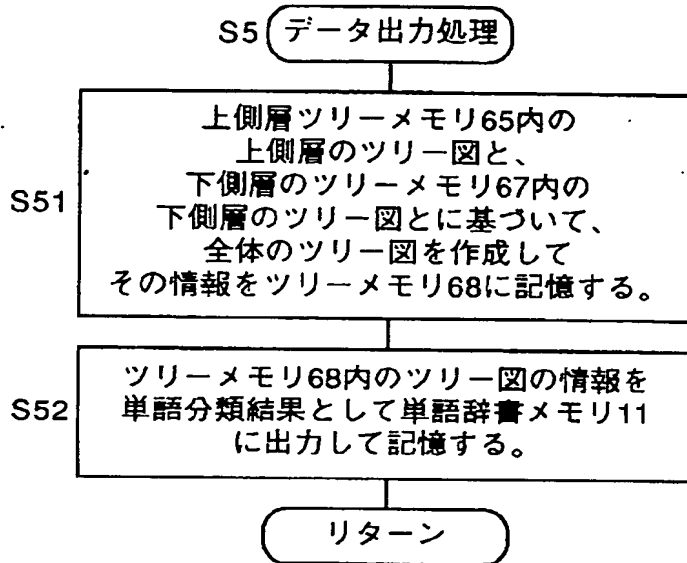 S5 データ出力処理
S51
上側層ツリーメモリ65内の
上側層のツリー図と、
下側層のツリーメモリ67内の
下側層のツリー図とに基づいて、
全体のツリー図を作成して
その情報をツリーメモリ68に記憶する。
S52
ツリーメモリ68内のツリー図の情報を
単語分類結果として単語辞書メモリ11
に出力して記憶する。
リターン